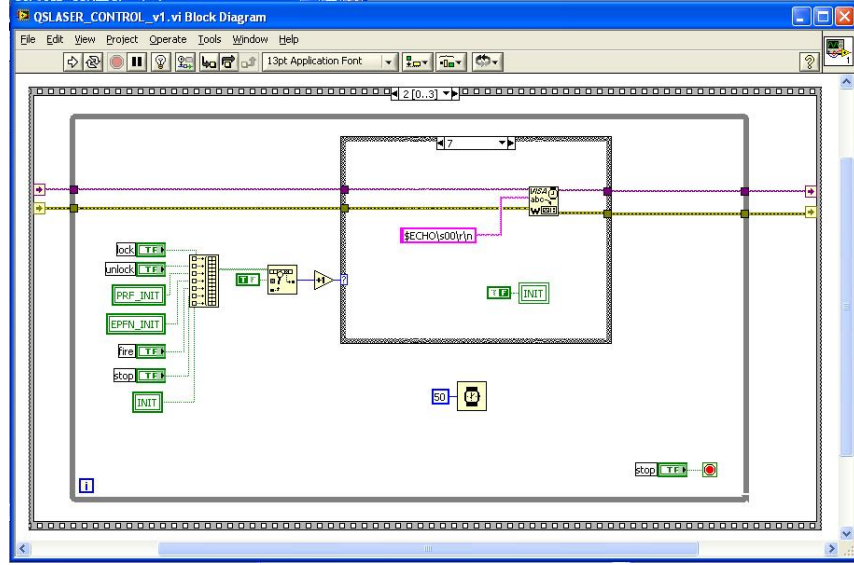 QSLASER_CONTROL_v1.vi Block Diagram
File Edit View Project Operate Tools Window Help
13pt Application Font
1
2 [0..3]
7
VISA
abc
W
$ECHO\s00\r\n
lock TF
unlock TF
PRF_INIT
T F
+1
?
T F INIT
EPFN_INIT
fire TF
stop TF
INIT
50
stop TF
i